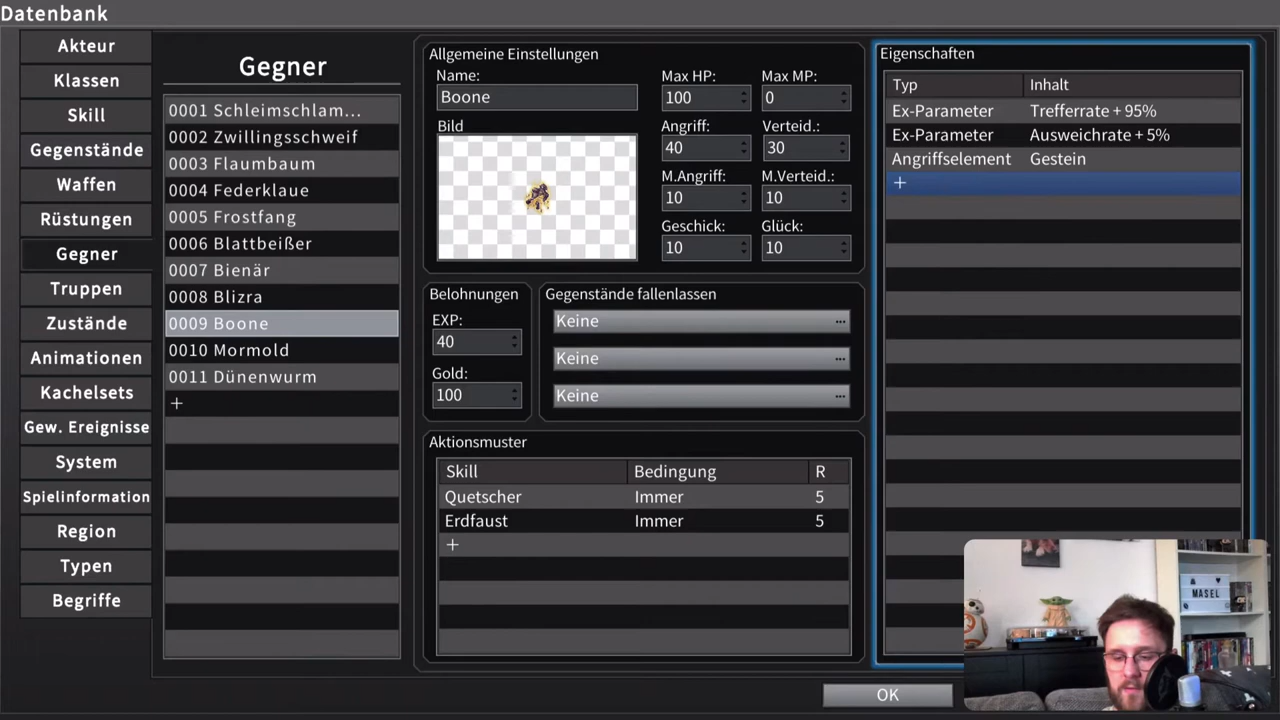 Datenbank
Akteur
Klassen
Skill
Gegenstände
Waffen
Rüstungen
Gegner
Truppen
Zustände
Animationen
Kachelsets
Gew. Ereignisse
System
Spielinformation
Region
Typen
Begriffe
Gegner
0001 Schleimschlam...
0002 Zwillingsschweif
0003 Flaumbaum
0004 Federklaue
0005 Frostfang
0006 Blattbeißer
0007 Bienär
0008 Blizra
0009 Boone
0010 Mormold
0011 Dünenwurm
+
Allgemeine Einstellungen
Name:
Boone
Bild
Max HP: Max MP:
100 0
Angriff: Verteid.:
40 30
M.Angriff: M.Verteid.:
10 10
Geschick: Glück:
10 10
Belohnungen
EXP:
40
Gold:
100
Gegenstände fallenlassen
Keine ...
Keine ...
Keine ...
Aktionsmuster
Skill Bedingung R
Quetscher Immer 5
Erdfaust Immer 5
+
Eigenschaften
Typ Inhalt
Ex-Parameter Trefferrate + 95%
Ex-Parameter Ausweichrate + 5%
Angriffselement Gestein
+
MASEL
OK